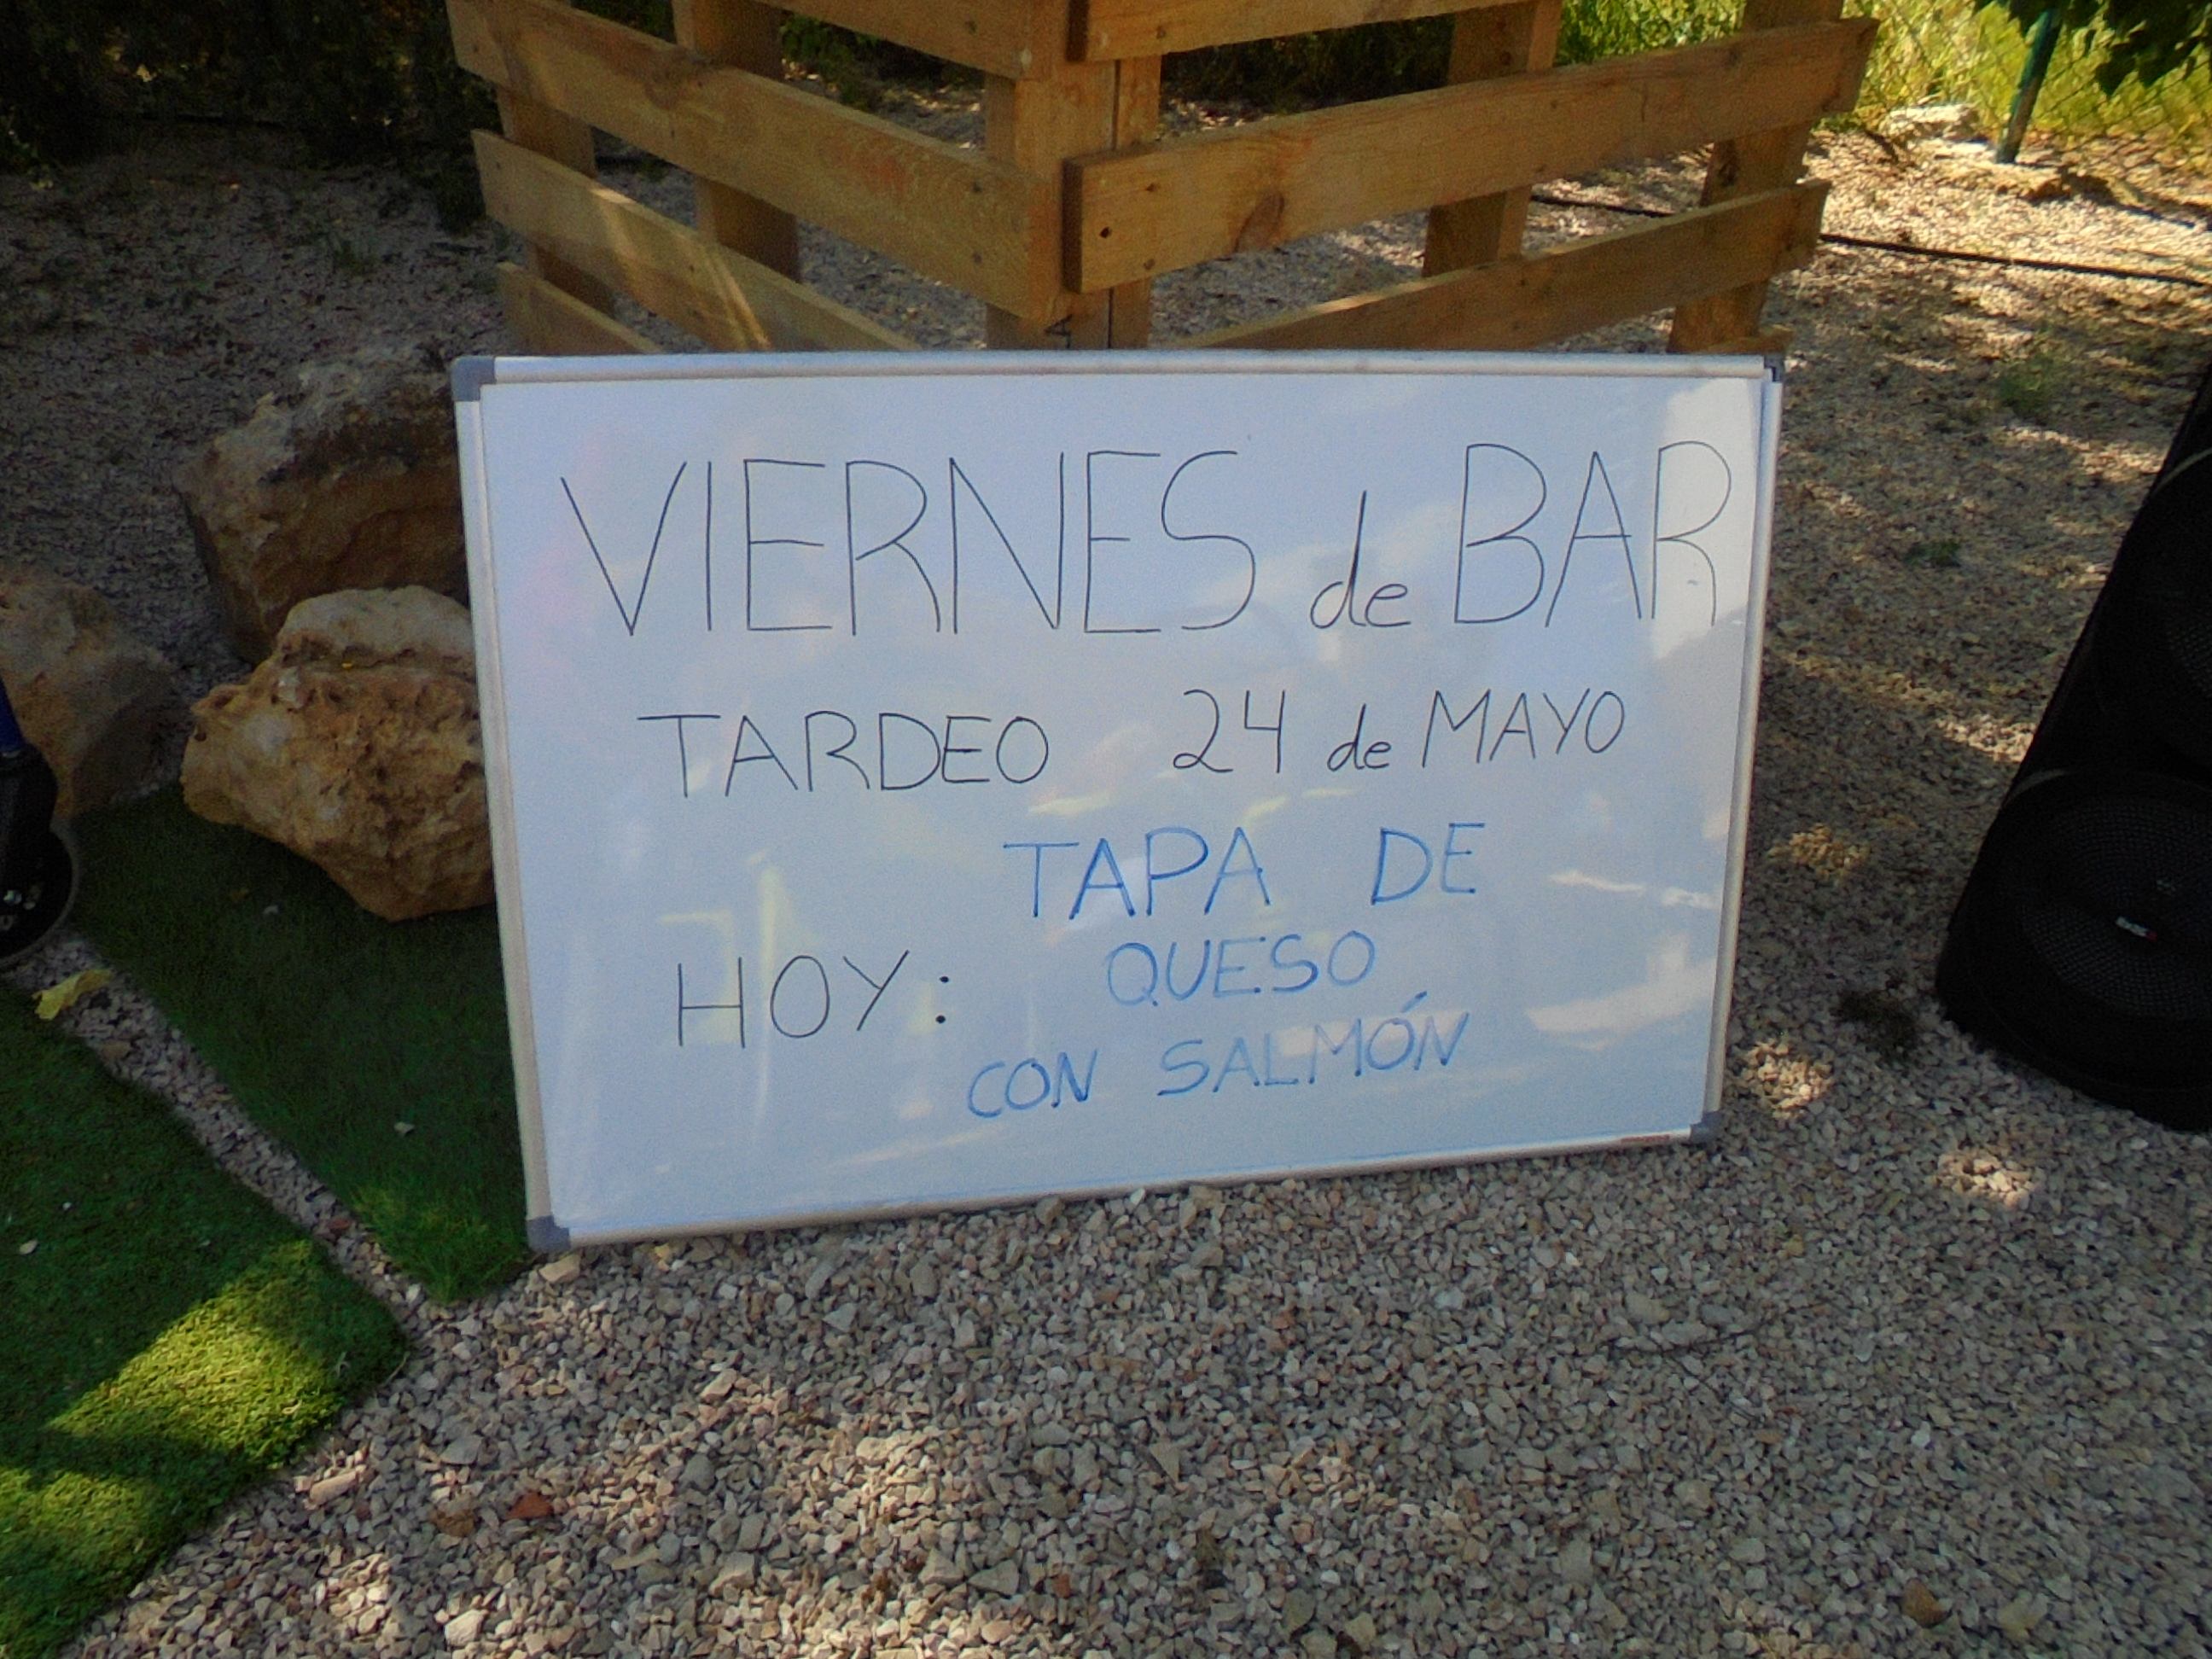 VIERNES de BAR
TARDEO 24 de MAYO
TAPA DE
HOY: QUESO
CON SALMÓN